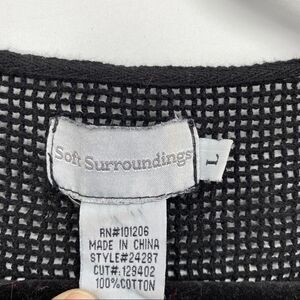 Soft Surroundings
L
RN#101206
MADE IN CHINA
STYLE#24287
CUT#.:129402
100%COTTON